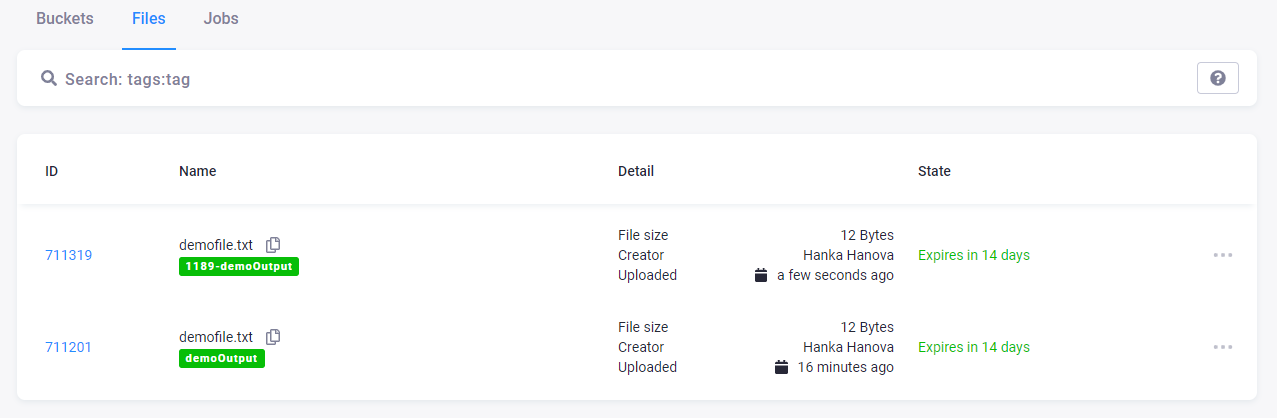 Buckets Files Jobs
Search: tags:tag
ID Name Detail State
711319
demofile.txt
1189-demoOutput
File size 12 Bytes
Creator Hanka Hanova
Uploaded a few seconds ago
Expires in 14 days
711201
demofile.txt
demoOutput
File size 12 Bytes
Creator Hanka Hanova
Uploaded 16 minutes ago
Expires in 14 days